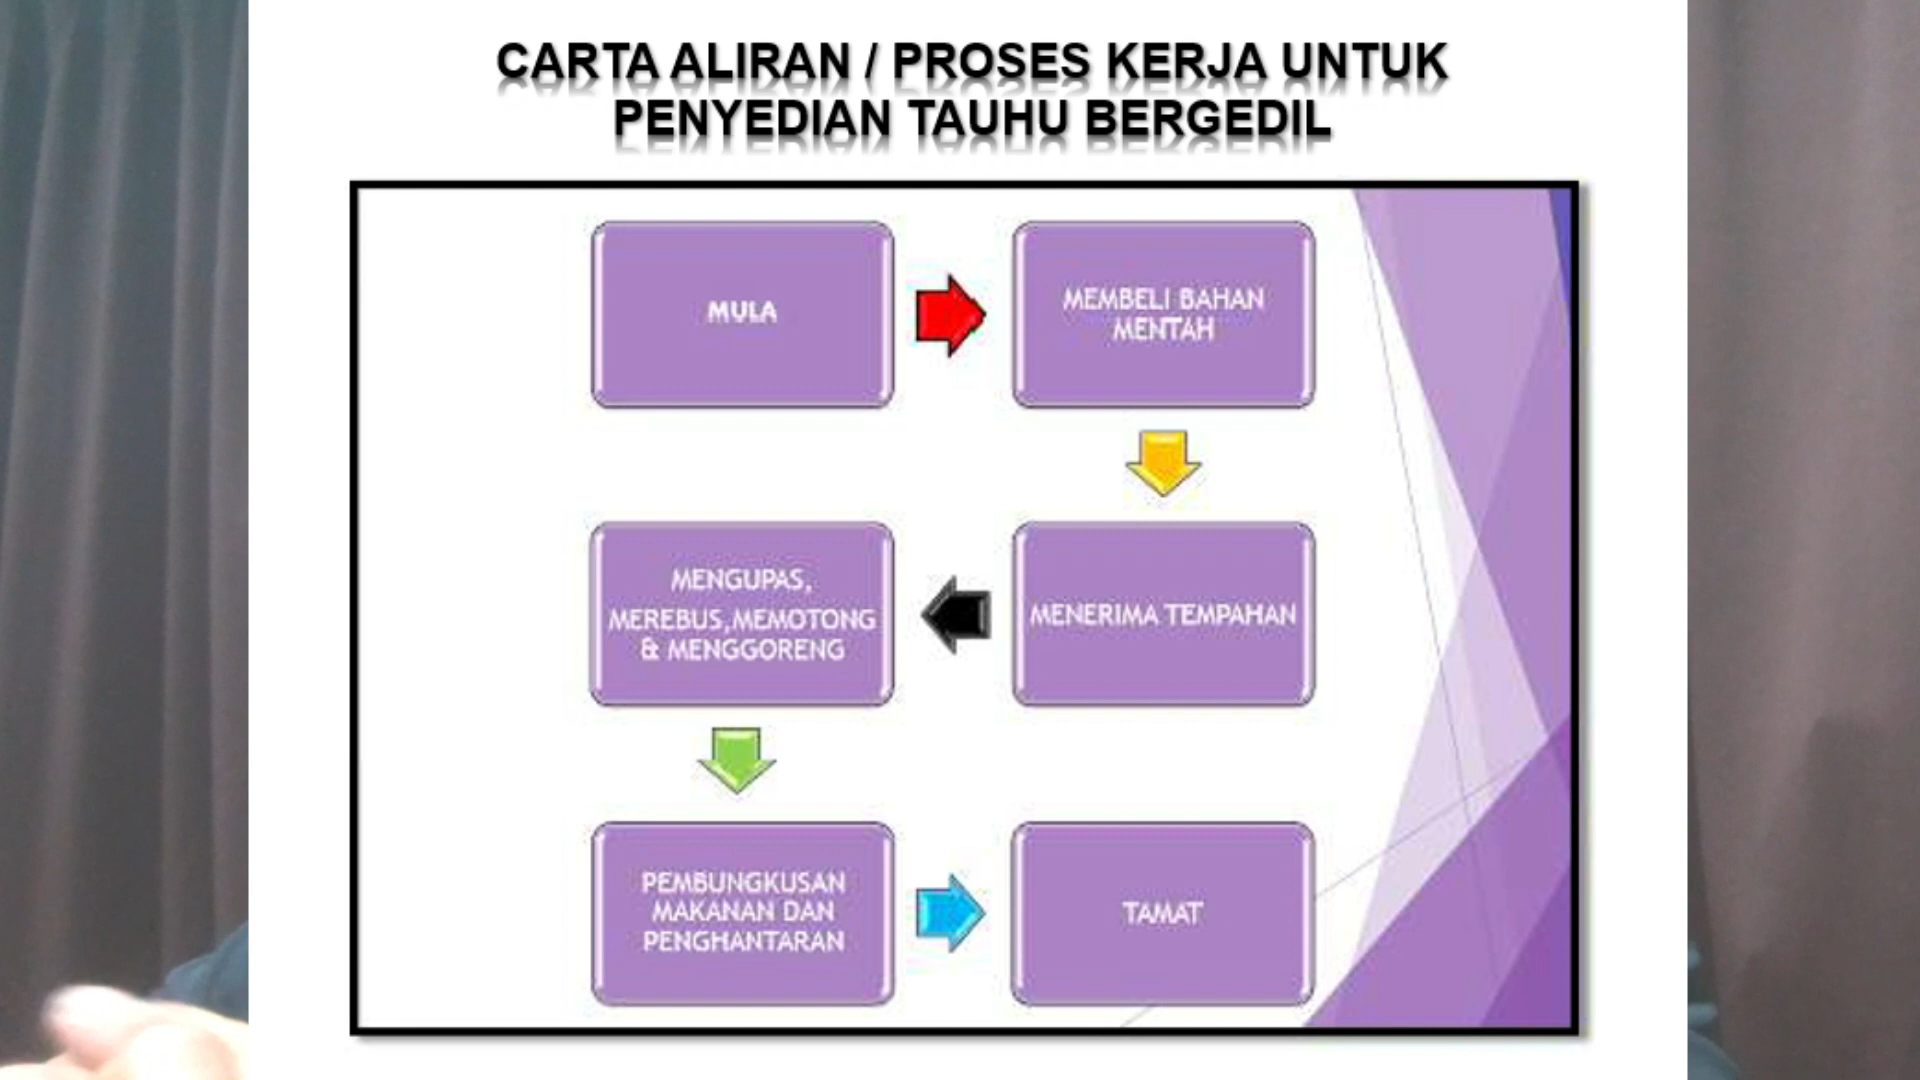 CARTA ALIRAN / PROSES KERJA UNTUK
PENYEDIAN TAUHU BERGEDIL
MULA
MEMBELI BAHAN
MENTAH
MENERIMA TEMPAHAN
MENGUPAS,
MEREBUS,MEMOTONG
& MENGGORENG
PEMBUNGKUSAN
MAKANAN DAN
PENGHANTARAN
TAMAT